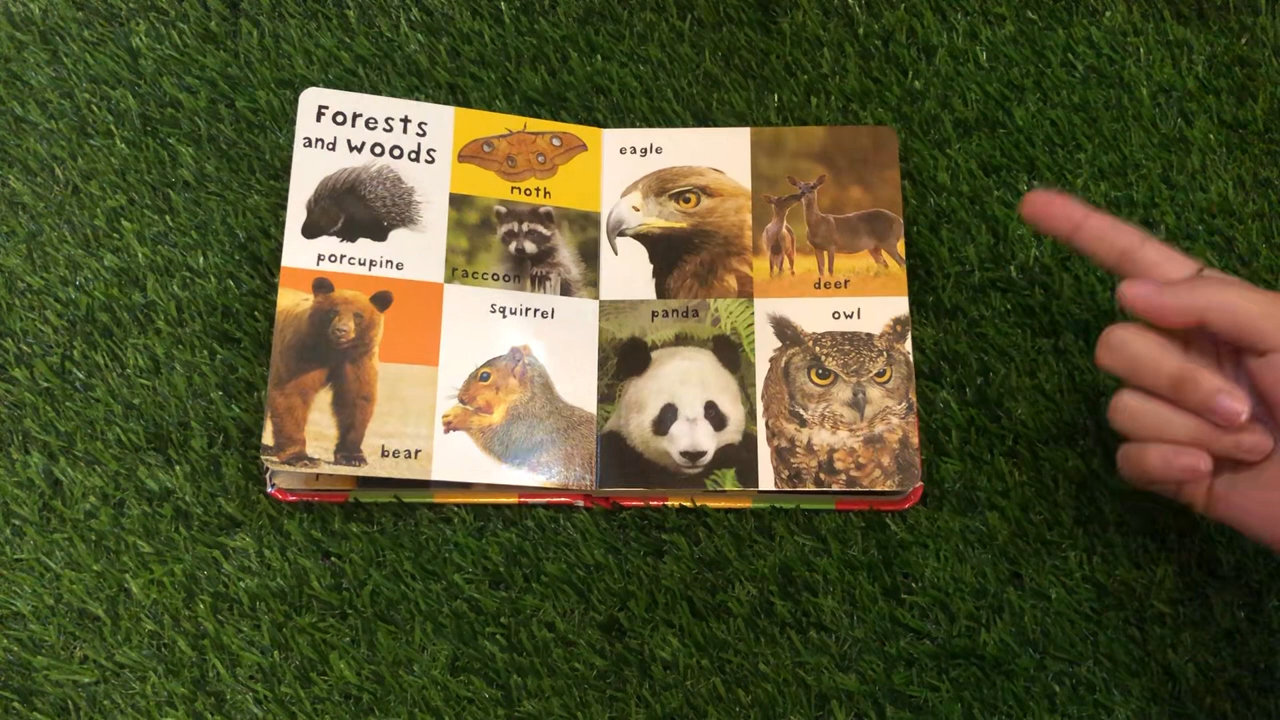 Forests
and woods
porcupine
moth
raccoon
bear
squirrel
eagle
deer
panda
owl